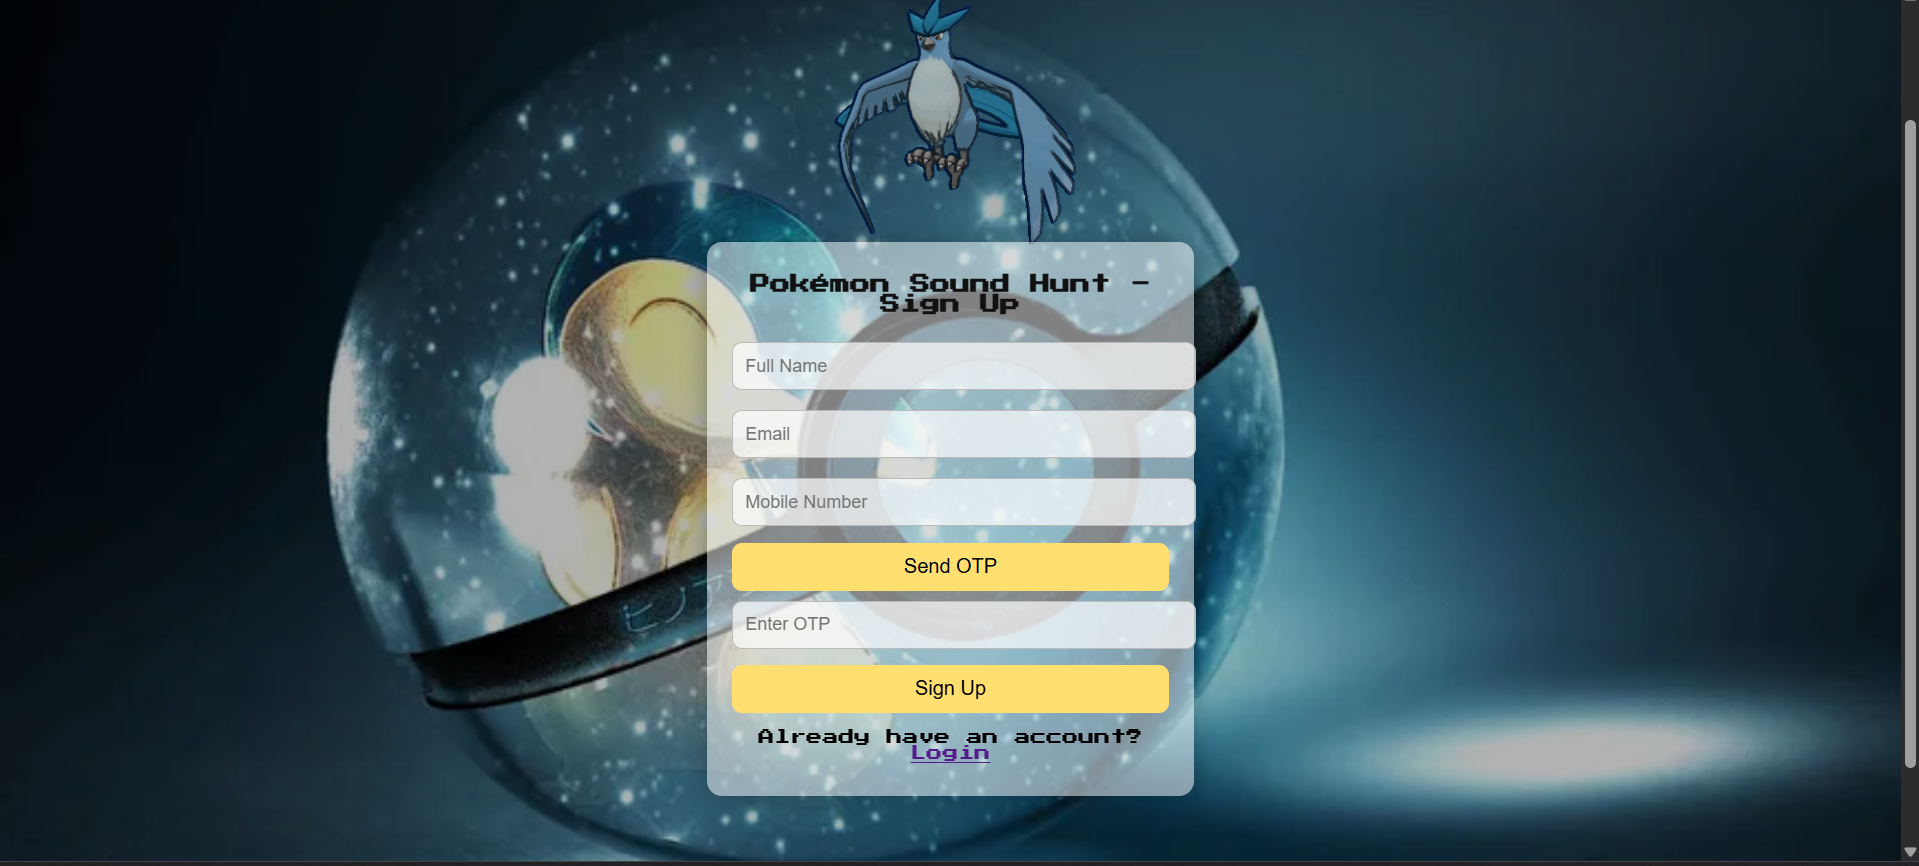 Pokémon Sound Hunt -
Sign Up
Full Name
Email
Mobile Number
Send OTP
Enter OTP
Sign Up
Already have an account?
Login